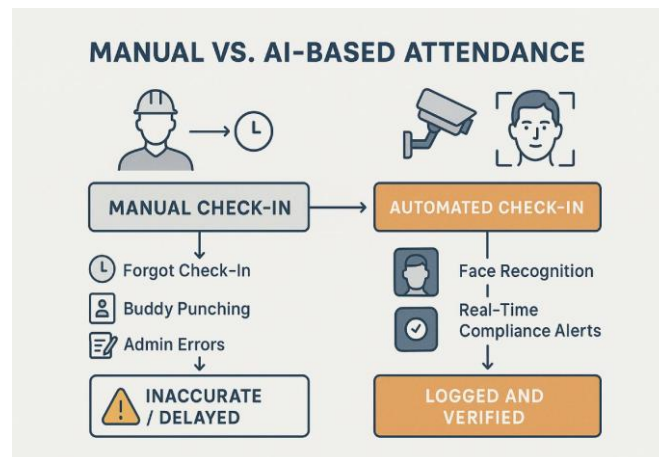 MANUAL VS. AI-BASED ATTENDANCE
MANUAL CHECK-IN
Forgot Check-In
Buddy Punching
Admin Errors
INACCURATE
/ DELAYED
AUTOMATED CHECK-IN
Face Recognition
Real-Time
Compliance Alerts
LOGGED AND
VERIFIED